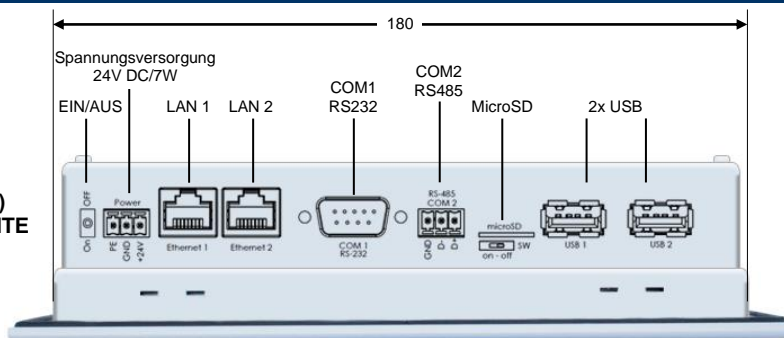 180
Spannungsversorgung
24V DC/7W
EIN/AUS
LAN 1
LAN 2
COM1
RS232
COM2
RS485
MicroSD
2x USB
)
ITE
OFF
On
Power
PE
GND
+24V
Ethernet 1
Ethernet 2
COM 1
RS-232
RS-485
COM 2
GND
D-
D+
microSD
SW
on - off
USB 1
USB 2